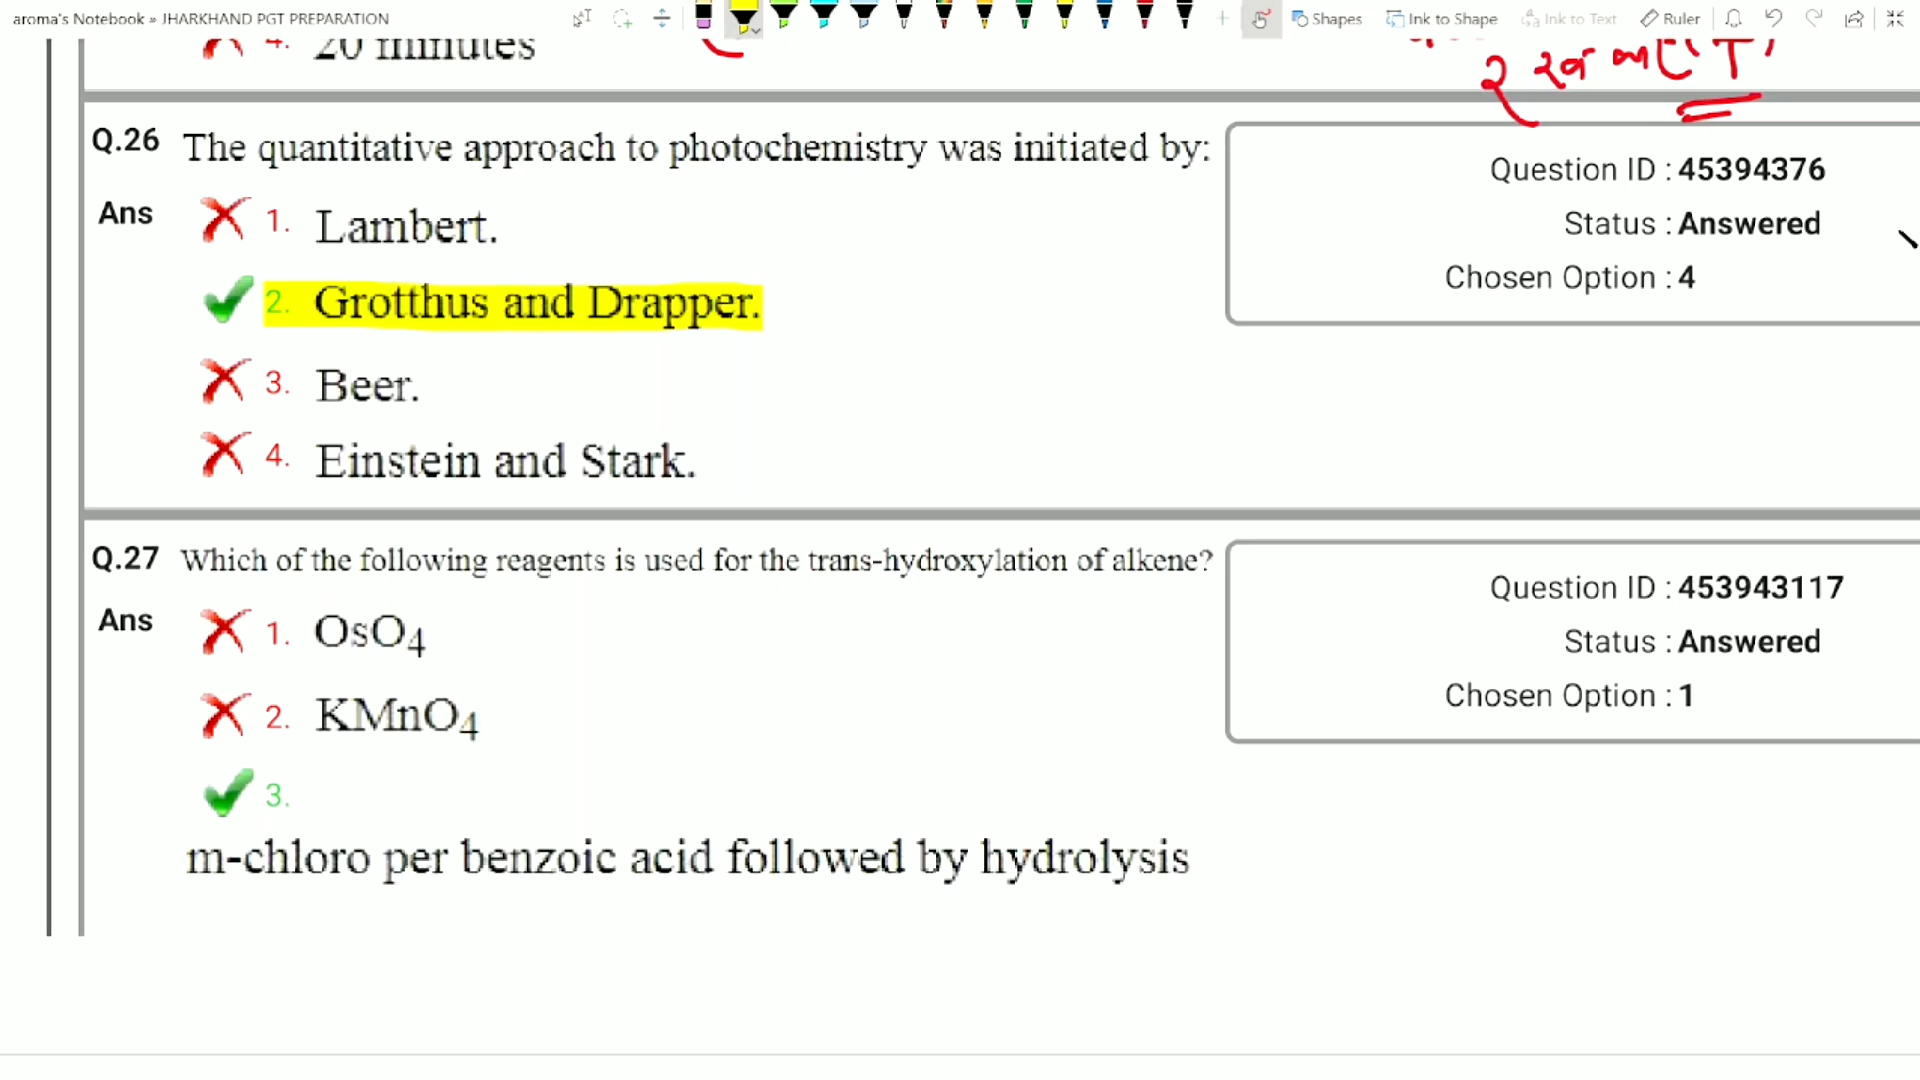 aroma's Notebook » JHARKHAND PGT PREPARATION
Shapes
Ink to Shape
Ink to Text
Ruler
4. 20 minutes
Q.26 The quantitative approach to photochemistry was initiated by:
Ans 1. Lambert.
2. Grotthus and Drapper.
3. Beer.
4. Einstein and Stark.
Question ID : 45394376
Status : Answered
Chosen Option : 4
Q.27 Which of the following reagents is used for the trans-hydroxylation of alkene?
Ans 1. OsO4
2. KMnO4
3.
m-chloro per benzoic acid followed by hydrolysis
Question ID : 453943117
Status : Answered
Chosen Option : 1